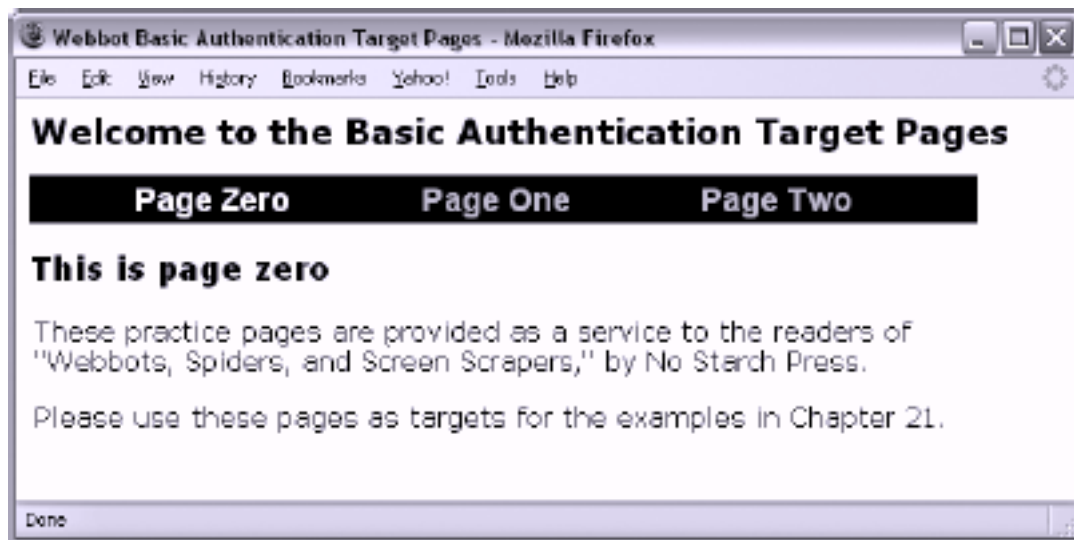 Webbot Basic Authentication Target Pages - Mozilla Firefox
File Edit View History Bookmarks Yahoo! Tools Help
Welcome to the Basic Authentication Target Pages
Page Zero Page One Page Two
This is page zero
These practice pages are provided as a service to the readers of
"Webbots, Spiders, and Screen Scrapers," by No Starch Press.
Please use these pages as targets for the examples in Chapter 21.
Done